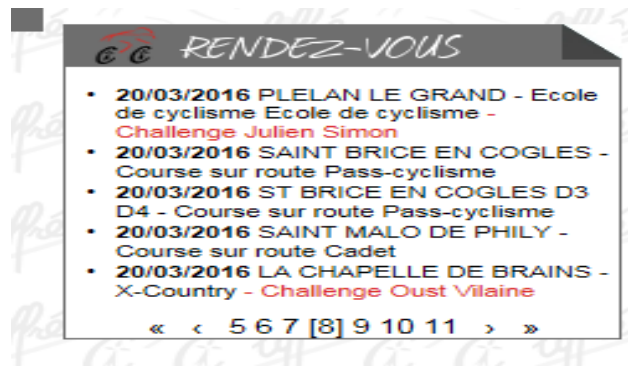 RENDEZ-VOUS
• 20/03/2016 PLELAN LE GRAND - Ecole
de cyclisme Ecole de cyclisme -
Challenge Julien Simon
• 20/03/2016 SAINT BRICE EN COGLES -
Course sur route Pass-cyclisme
• 20/03/2016 ST BRICE EN COGLES D3
D4 - Course sur route Pass-cyclisme
• 20/03/2016 SAINT MALO DE PHILY -
Course sur route Cadet
• 20/03/2016 LA CHAPELLE DE BRAINS -
X-Country - Challenge Oust Vilaine
« ‹ 5 6 7 [8] 9 10 11 › »